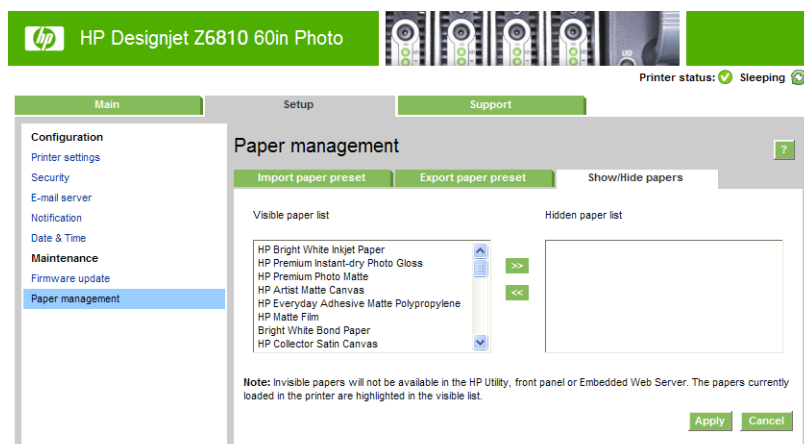 hp HP Designjet Z6810 60in Photo
UID
Printer status: Sleeping
Main Setup Support
Configuration
Printer settings
Security
E-mail server
Notification
Date & Time
Maintenance
Firmware update
Paper management
Paper management
?
Import paper preset Export paper preset Show/Hide papers
Visible paper list Hidden paper list
HP Bright White Inkjet Paper
HP Premium Instant-dry Photo Gloss
HP Premium Photo Matte
HP Artist Matte Canvas
HP Everyday Adhesive Matte Polypropylene
HP Matte Film
Bright White Bond Paper
HP Collector Satin Canvas
>>
<<
Note: Invisible papers will not be available in the HP Utility, front panel or Embedded Web Server. The papers currently
loaded in the printer are highlighted in the visible list.
Apply Cancel